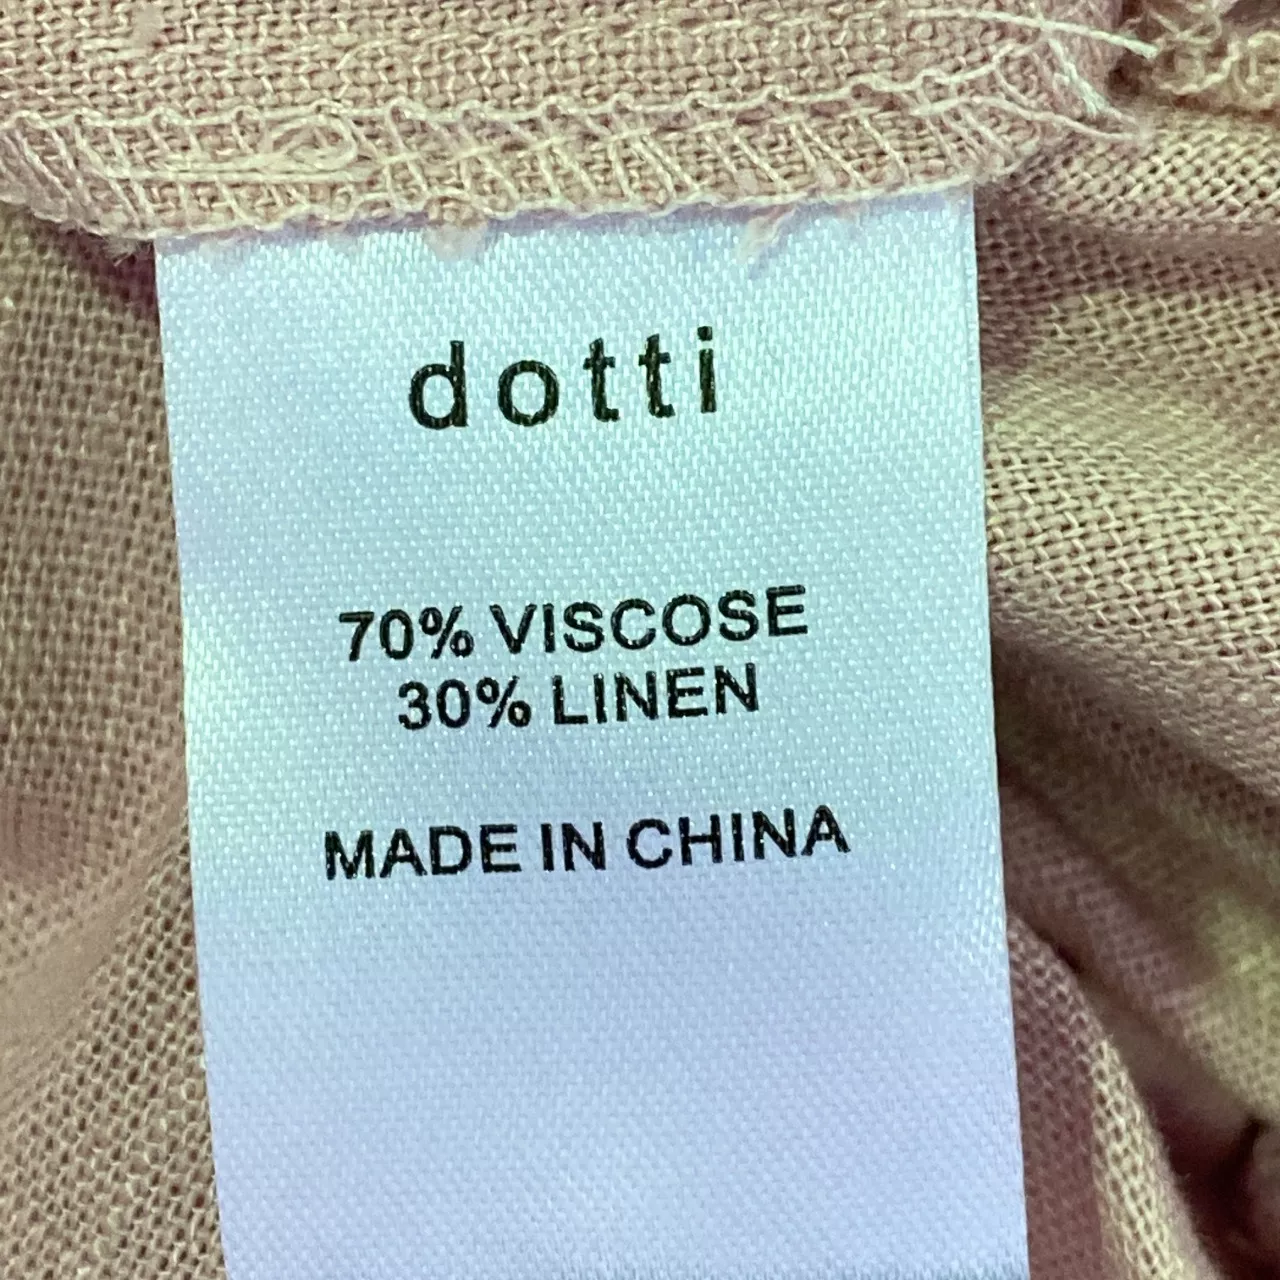 dotti
70% VISCOSE
30% LINEN
MADE IN CHINA